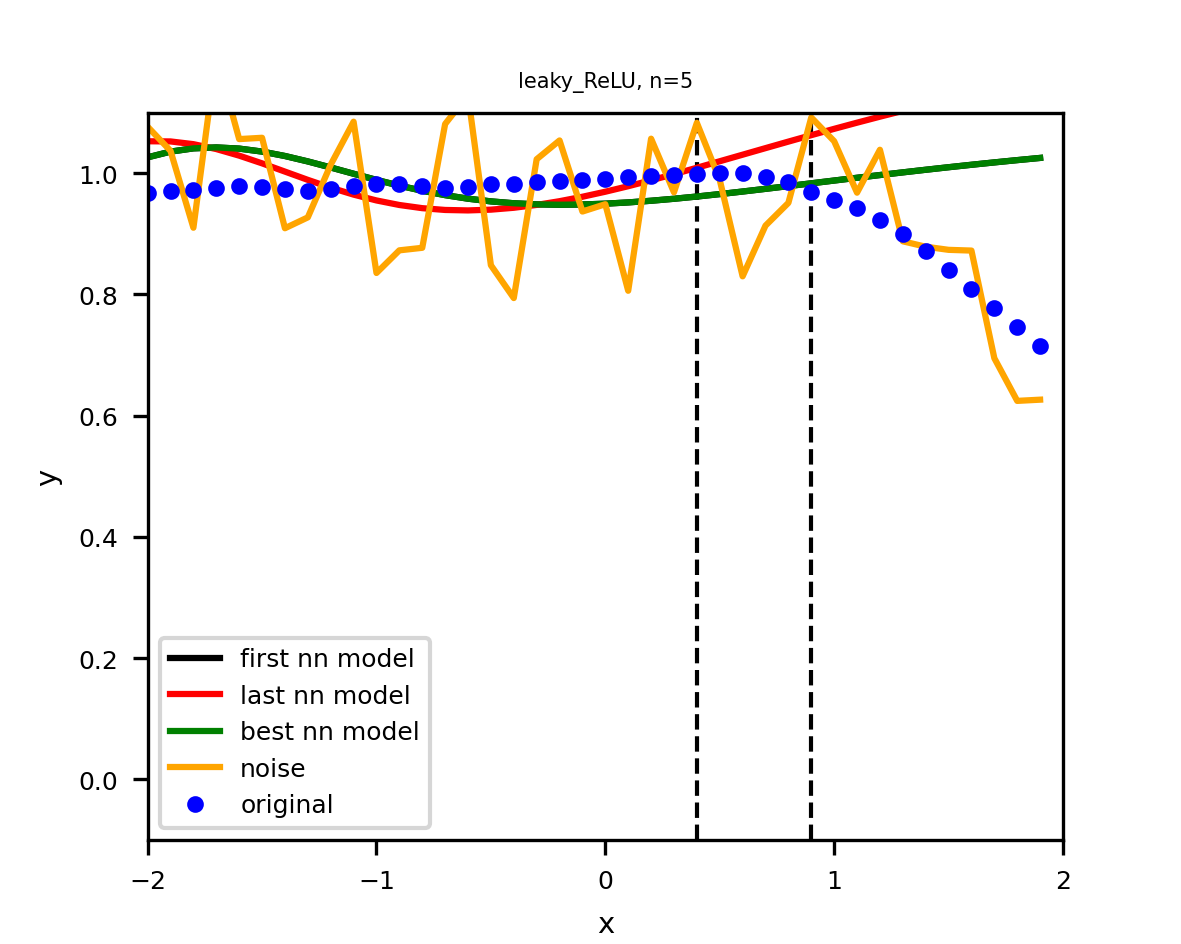 leaky_ReLU, n=5
1.0
0.8
0.6
0.4
0.2
0.0
y
first nn model
last nn model
best nn model
noise
original
−2
−1
0
1
2
x